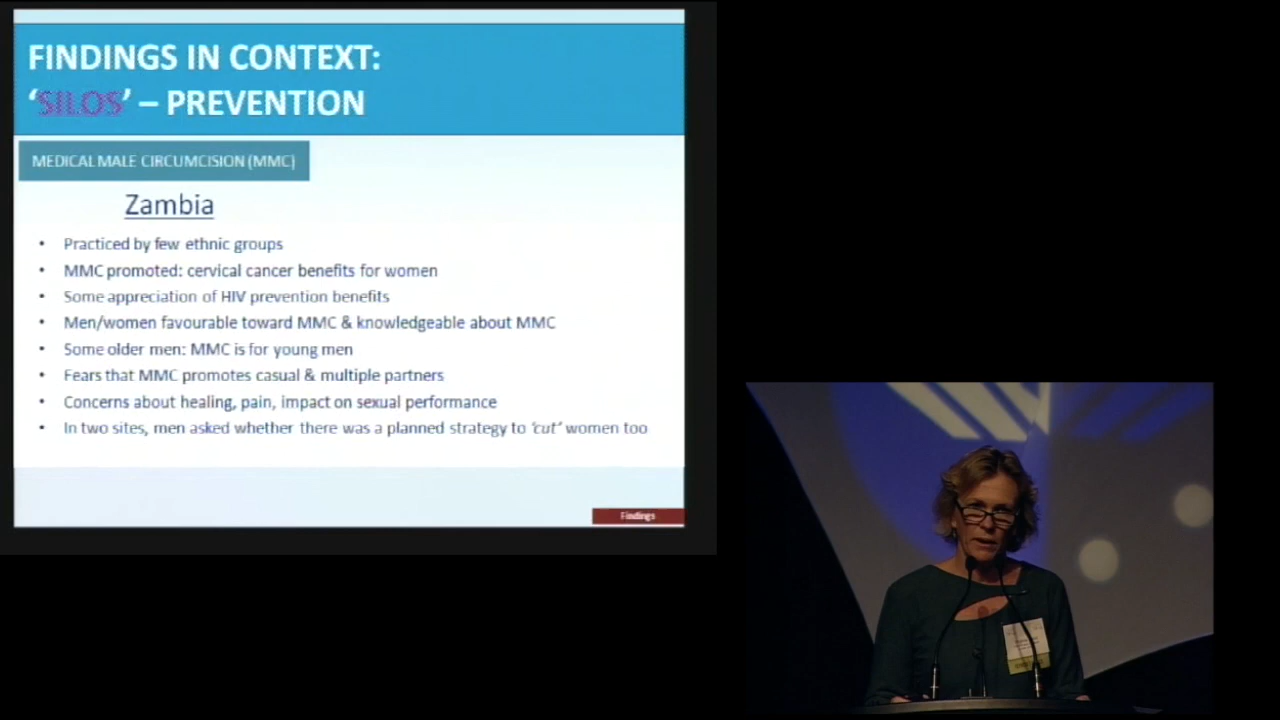 FINDINGS IN CONTEXT:
‘SILOS’ – PREVENTION
MEDICAL MALE CIRCUMCISION (MMC)
Zambia
• Practiced by few ethnic groups
• MMC promoted: cervical cancer benefits for women
• Some appreciation of HIV prevention benefits
• Men/women favourable toward MMC & knowledgeable about MMC
• Some older men: MMC is for young men
• Fears that MMC promotes casual & multiple partners
• Concerns about healing, pain, impact on sexual performance
• In two sites, men asked whether there was a planned strategy to ‘cut’ women too
Findings